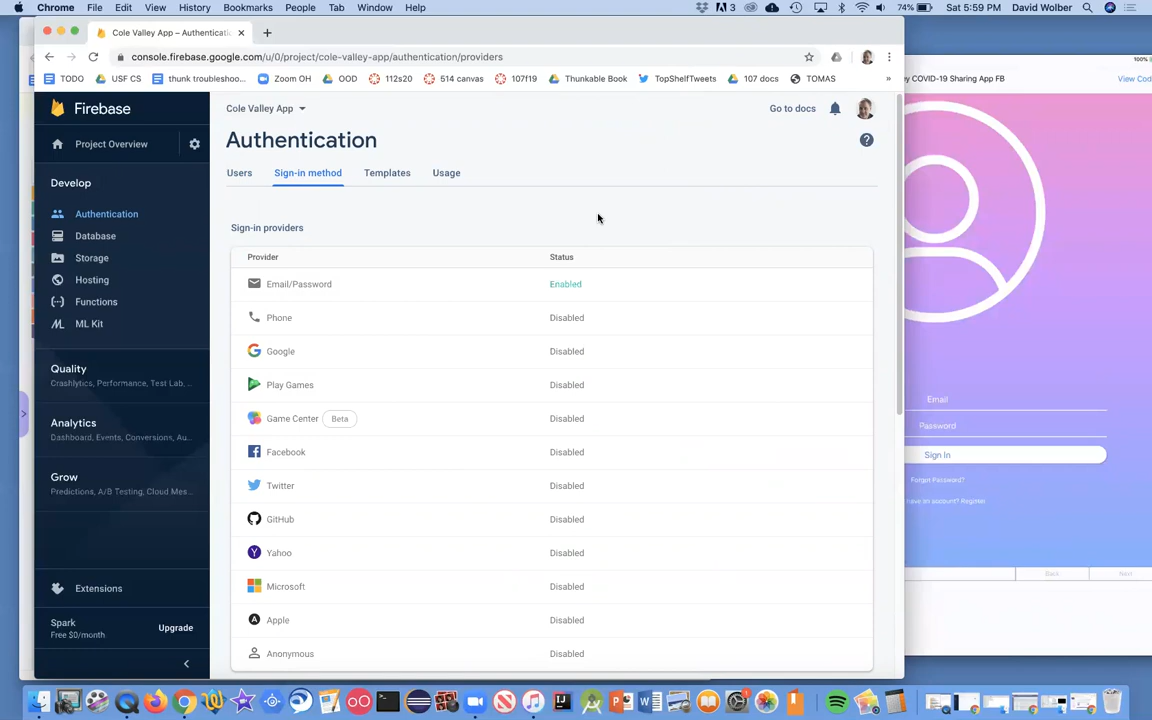 Chrome File Edit View History Bookmarks People Tab Window Help
3 74% Sat 5:59 PM David Wolber
Cole Valley App – Authenticati
console.firebase.google.com/u/0/project/cole-valley-app/authentication/providers
TODO USF CS thunk troubleshoo... Zoom OH OOD 112s20 514 canvas 107f19 Thunkable Book TopShelfTweets 107 docs TOMAS »
COVID-19 Sharing App FB View Cod
100%
Firebase
Cole Valley App Go to docs
Project Overview
Authentication
Develop
Users Sign-in method Templates Usage
Authentication
Database
Storage
Hosting
Functions
ML Kit
Quality
Crashlytics, Performance, Test Lab, ...
Analytics
Dashboard, Events, Conversions, Au...
Grow
Predictions, A/B Testing, Cloud Mes...
Extensions
Spark
Free $0/month
Upgrade
Sign-in providers
Provider Status
Email/Password Enabled
Phone Disabled
Google Disabled
Play Games Disabled
Game Center Beta Disabled
Facebook Disabled
Twitter Disabled
GitHub Disabled
Yahoo Disabled
Microsoft Disabled
Apple Disabled
Anonymous Disabled
Email
Password
Sign In
Forgot Password?
have an account? Register
Back Next